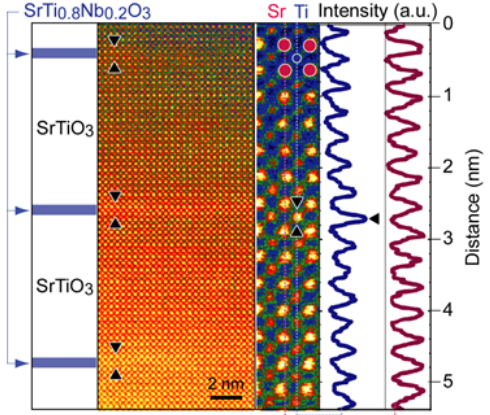 SrTi0.8Nb0.2O3
Sr Ti Intensity (a.u.)
0
SrTiO3
1
2
Distance (nm)
3
SrTiO3
4
2 nm
5